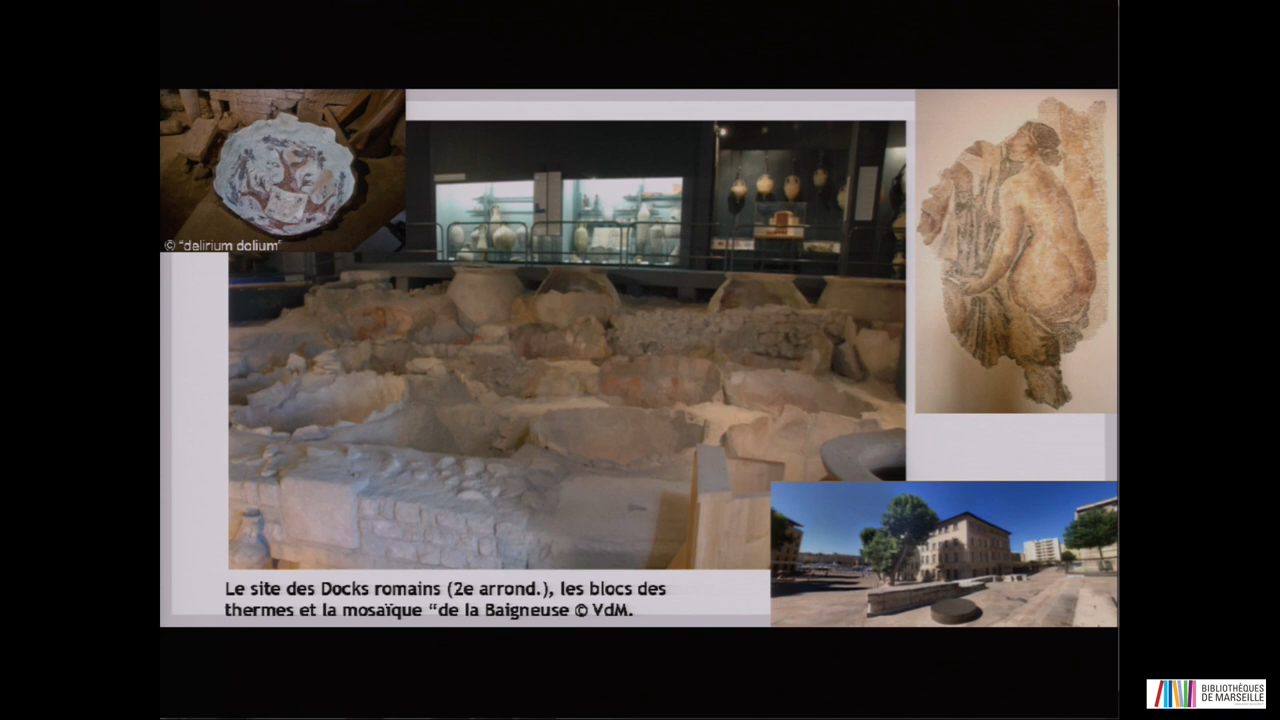 © "delirium dolium"
Le site des Docks romains (2e arrond.), les blocs des
thermes et la mosaïque “de la Baigneuse © VdM.
BIBLIOTHÈQUES
DE MARSEILLE